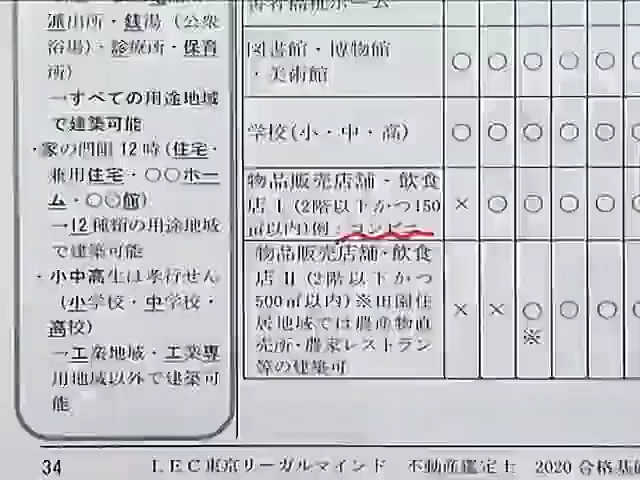 派出所・銭湯（公衆
浴場）・診療所・保育
所）
→すべての用途地域
で建築可能
・家の門限12時（住宅・
兼用住宅・〇〇ホー
ム・〇〇館）
→12種類の用途地域
で建築可能
・小中高生は孝行せん
（小学校・中学校・
高校）
→工業地域・工業専
用地域以外で建築可
能
図書館・博物館
・美術館
○ ○ ○ ○ ○
学校(小・中・高)
○ ○ ○ ○ ○
物品販売店舗・飲食
店Ⅰ(2階以下かつ150
㎡以内)例：コンビニ
× ○ ○ ○ ○
物品販売店舗・飲食
店Ⅱ(2階以下かつ
500㎡以内)※田園住
居地域では農産物直
売所・農家レストラン
等の建築可
× × ○ ○ ○
※
34
LEC東京リーガルマインド 不動産鑑定士 2020合格基